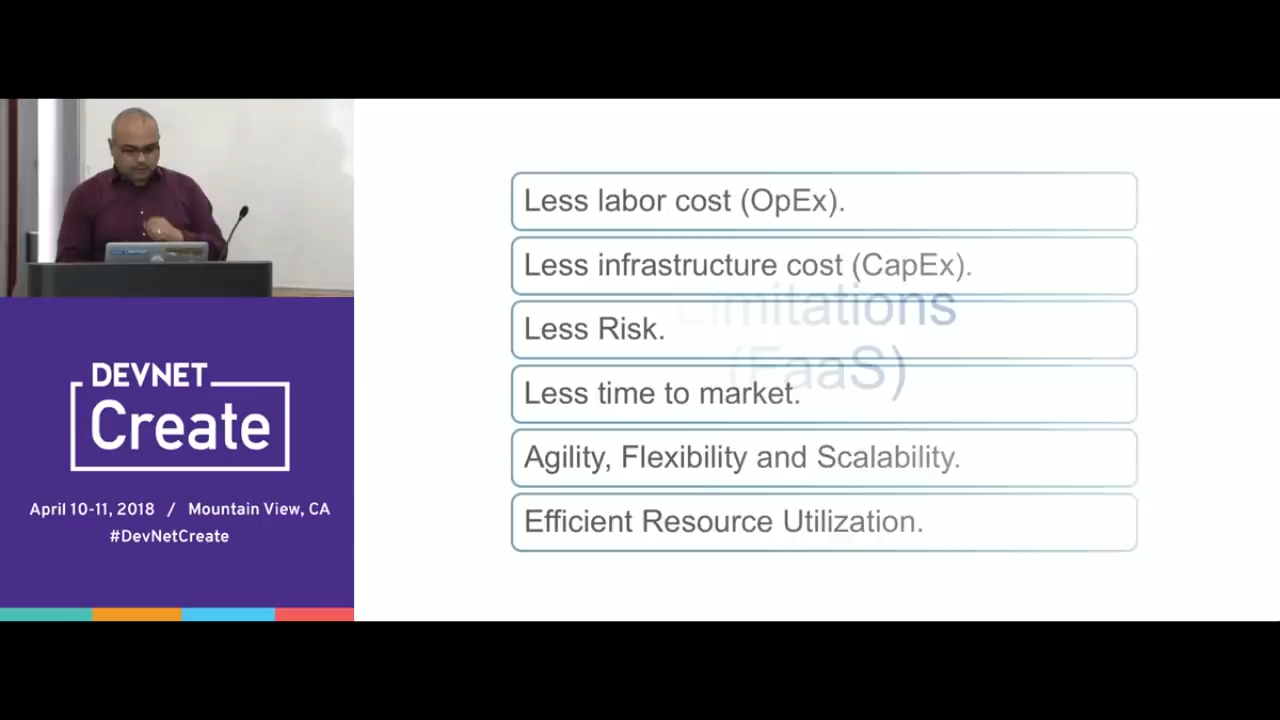 DEVNET
Create
April 10-11, 2018 / Mountain View, CA
#DevNetCreate
Less labor cost (OpEx).
Less infrastructure cost (CapEx).
Limitations
Less Risk.
(FaaS)
Less time to market.
Agility, Flexibility and Scalability.
Efficient Resource Utilization.